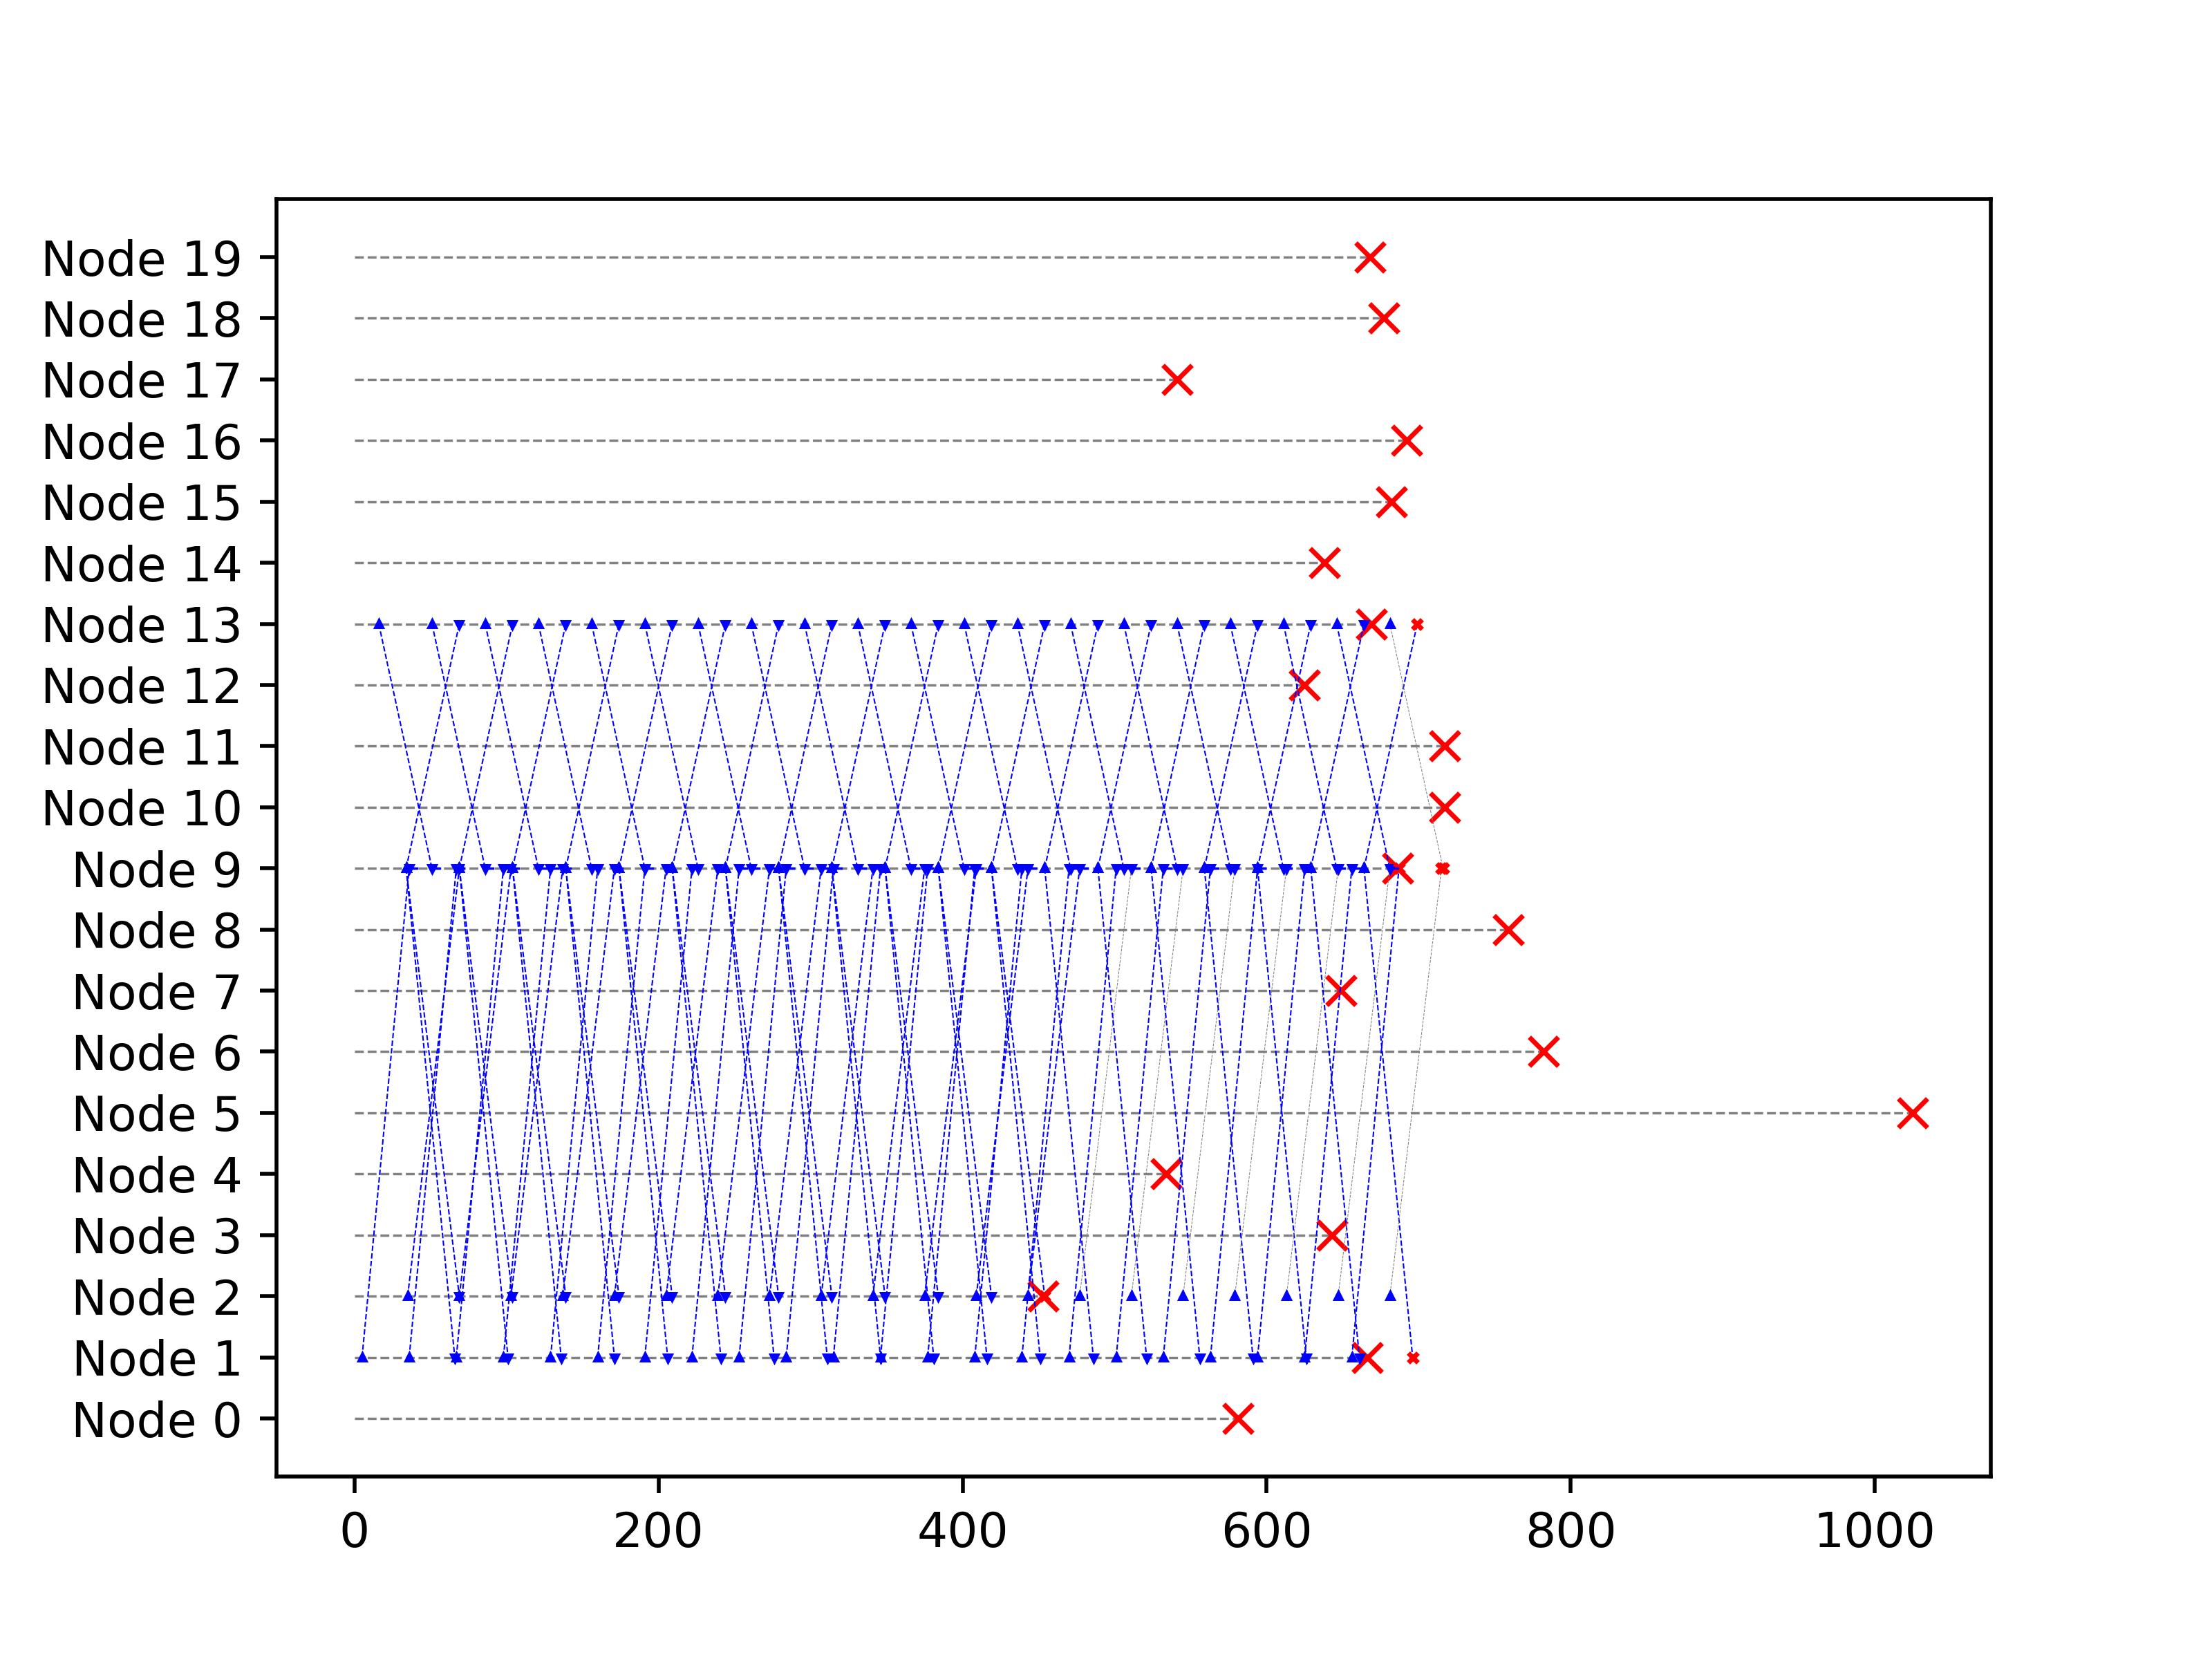 Node 19
Node 18
Node 17
Node 16
Node 15
Node 14
Node 13
Node 12
Node 11
Node 10
Node 9
Node 8
Node 7
Node 6
Node 5
Node 4
Node 3
Node 2
Node 1
Node 0
0 200 400 600 800 1000